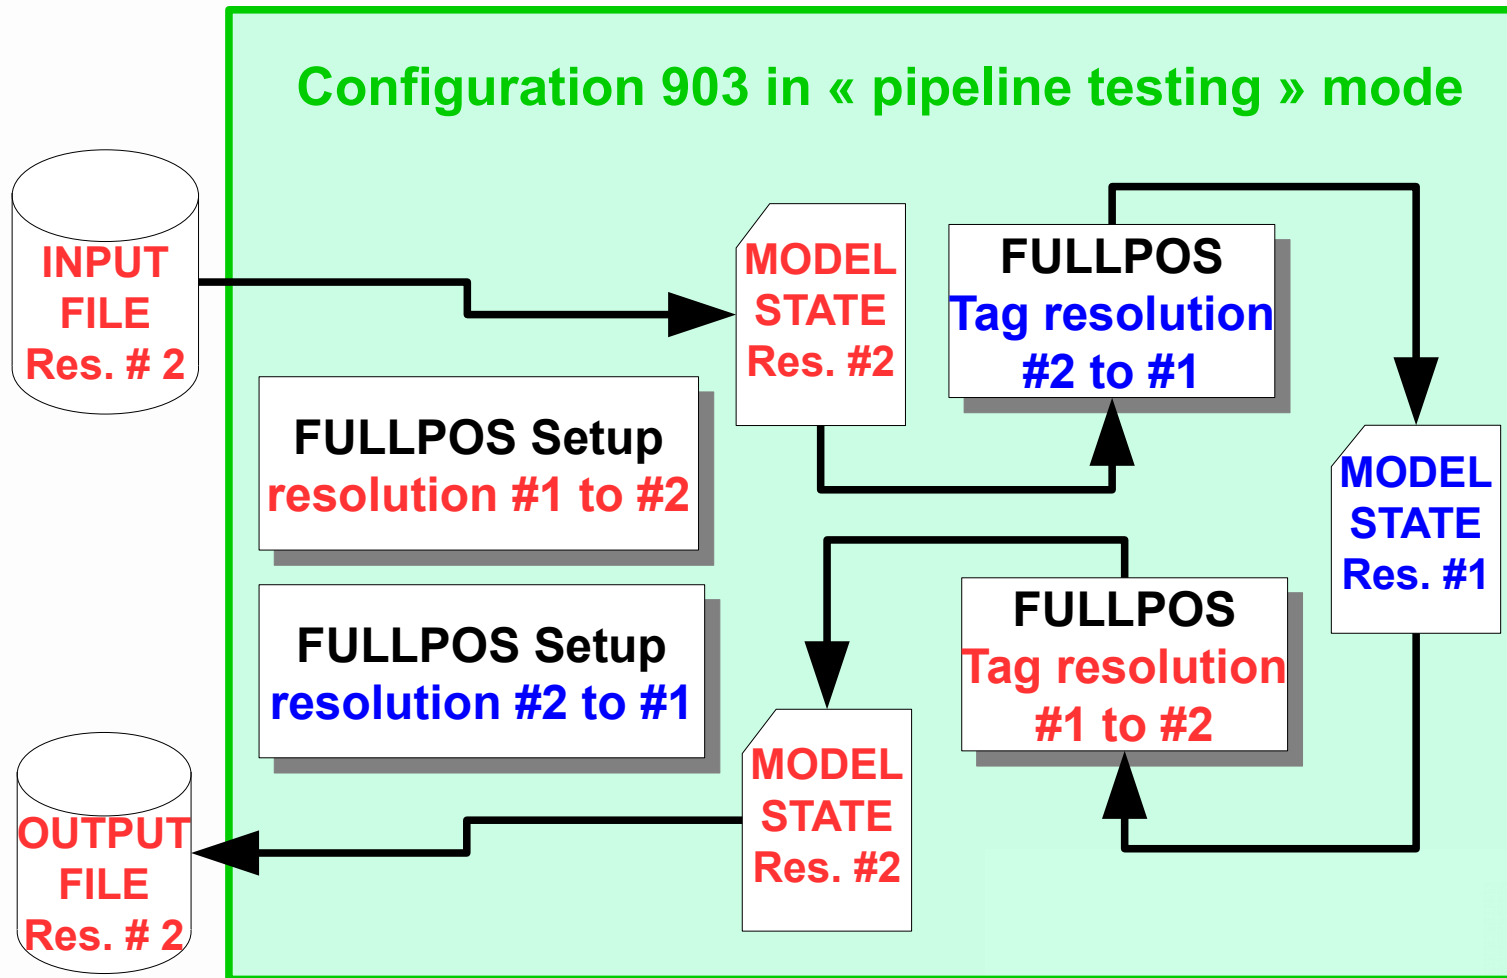 Configuration 903 in « pipeline testing » mode
INPUT
FILE
Res. # 2
MODEL
STATE
Res. #2
FULLPOS
Tag resolution
#2 to #1
FULLPOS Setup
resolution #1 to #2
MODEL
STATE
Res. #1
FULLPOS Setup
resolution #2 to #1
FULLPOS
Tag resolution
#1 to #2
MODEL
STATE
Res. #2
OUTPUT
FILE
Res. # 2